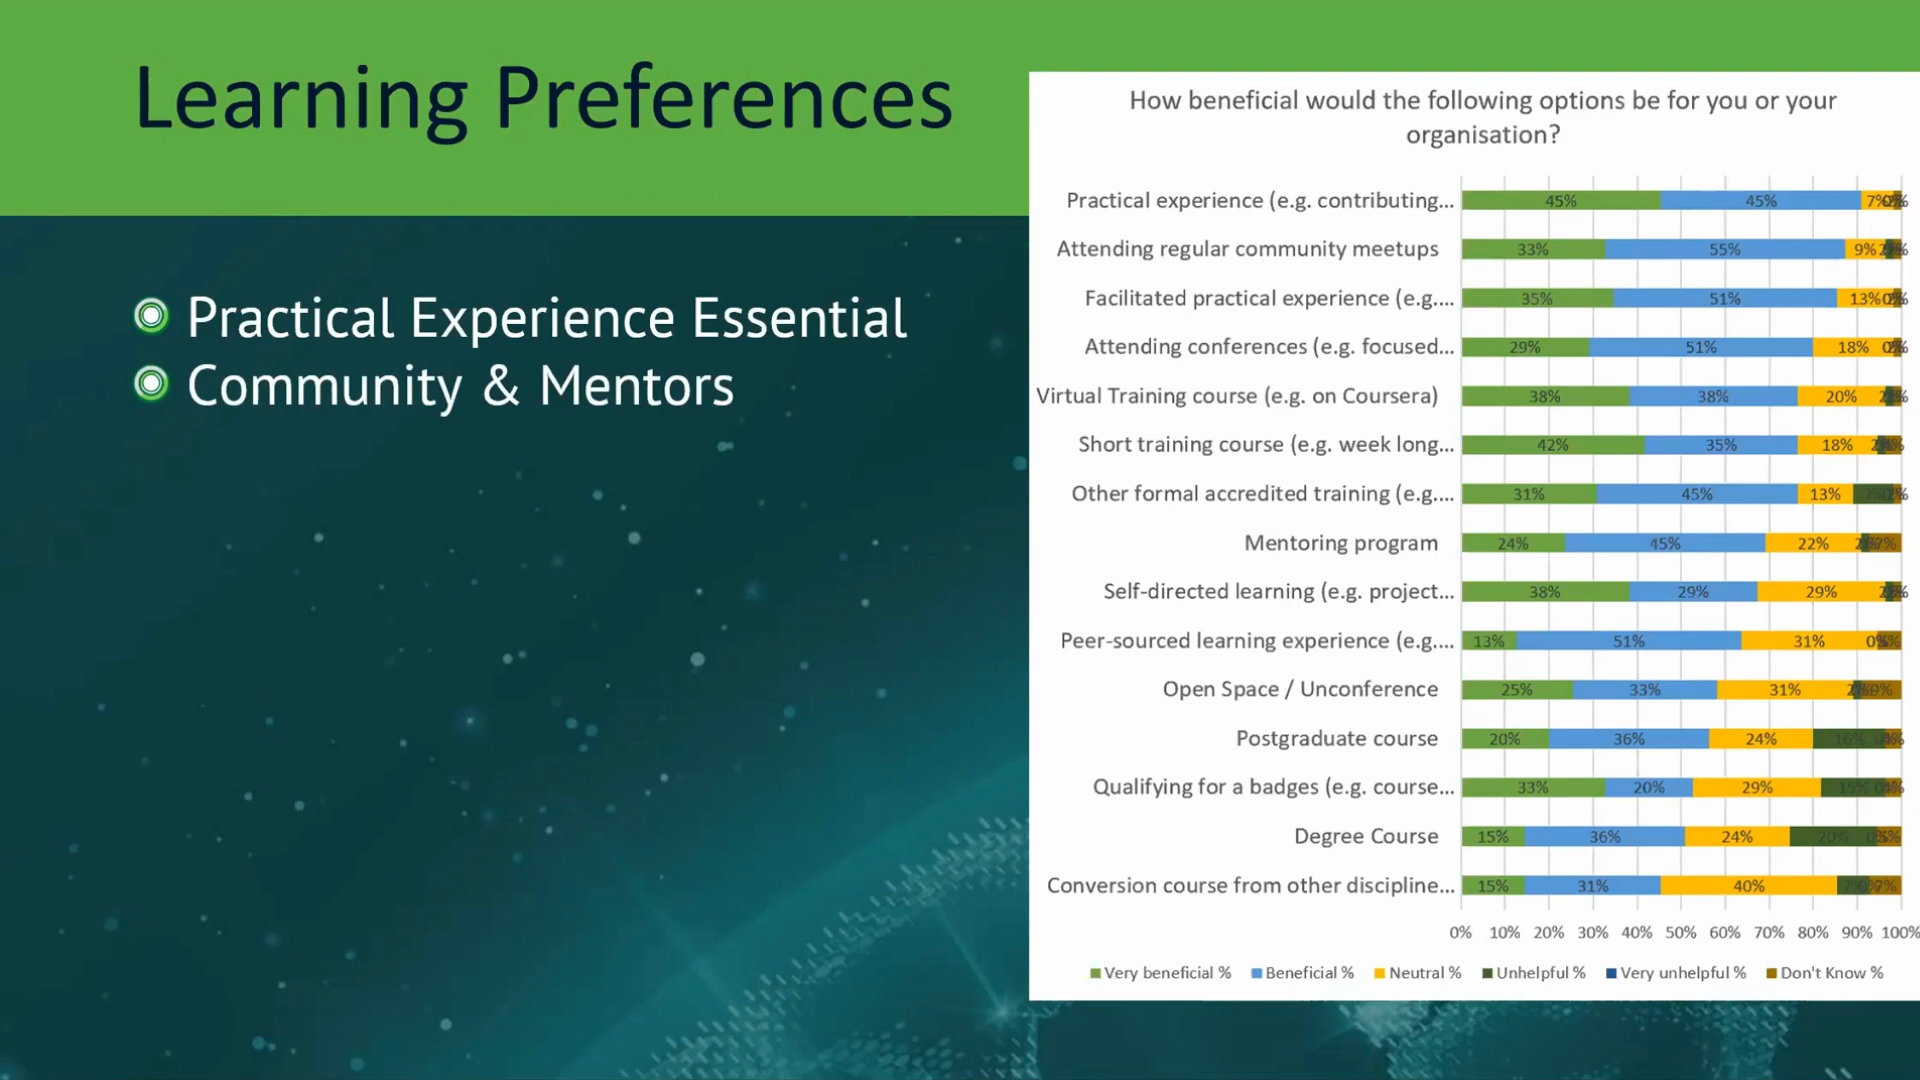 Learning Preferences
Practical Experience Essential
Community & Mentors
How beneficial would the following options be for you or your
organisation?
Practical experience (e.g. contributing... 45% 45% 7%
Attending regular community meetups 33% 55% 9%
Facilitated practical experience (e.g.... 35% 51% 13%
Attending conferences (e.g. focused... 29% 51% 18%
Virtual Training course (e.g. on Coursera) 38% 38% 20%
Short training course (e.g. week long... 42% 35% 18%
Other formal accredited training (e.g.... 31% 45% 13%
Mentoring program 24% 45% 22%
Self-directed learning (e.g. project... 38% 29% 29%
Peer-sourced learning experience (e.g.... 13% 51% 31%
Open Space / Unconference 25% 33% 31%
Postgraduate course 20% 36% 24% 16%
Qualifying for a badges (e.g. course... 33% 20% 29% 15%
Degree Course 15% 36% 24% 20%
Conversion course from other discipline... 15% 31% 40%
0% 10% 20% 30% 40% 50% 60% 70% 80% 90% 100%
Very beneficial % Beneficial % Neutral % Unhelpful % Very unhelpful % Don't Know %